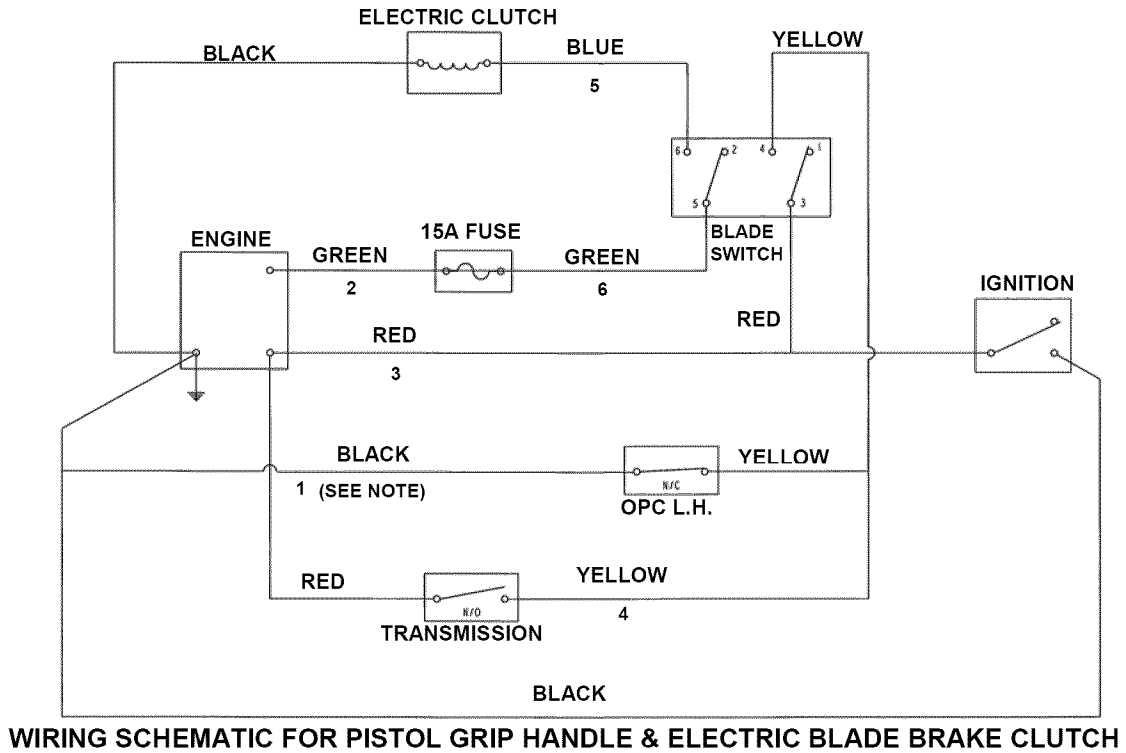 ELECTRIC CLUTCH
BLACK
BLUE
5
YELLOW
6
2
4
1
5
3
BLADE
SWITCH
ENGINE
15A FUSE
GREEN
2
GREEN
6
IGNITION
RED
RED
3
BLACK
1 (SEE NOTE)
YELLOW
N/C
OPC L.H.
RED
YELLOW
4
N/O
TRANSMISSION
BLACK
WIRING SCHEMATIC FOR PISTOL GRIP HANDLE & ELECTRIC BLADE BRAKE CLUTCH